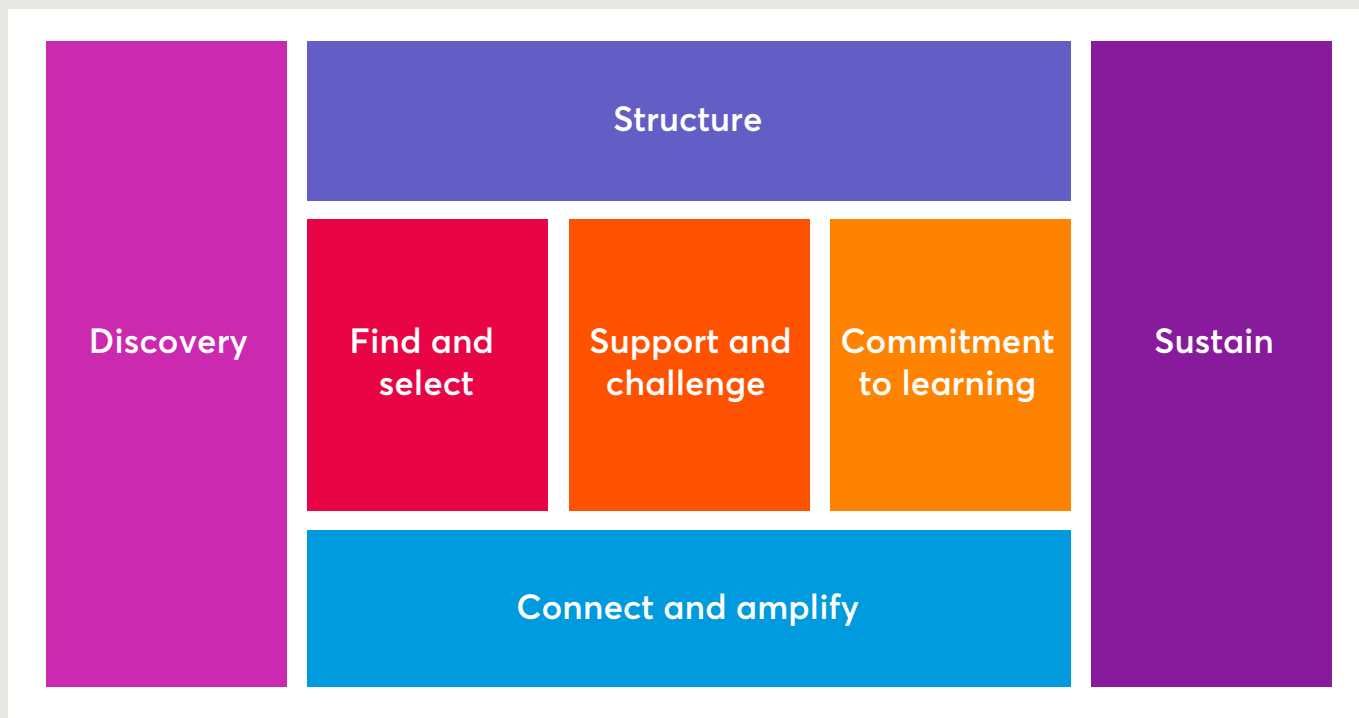 Discovery
Structure
Find and
select
Support and
challenge
Commitment
to learning
Connect and amplify
Sustain